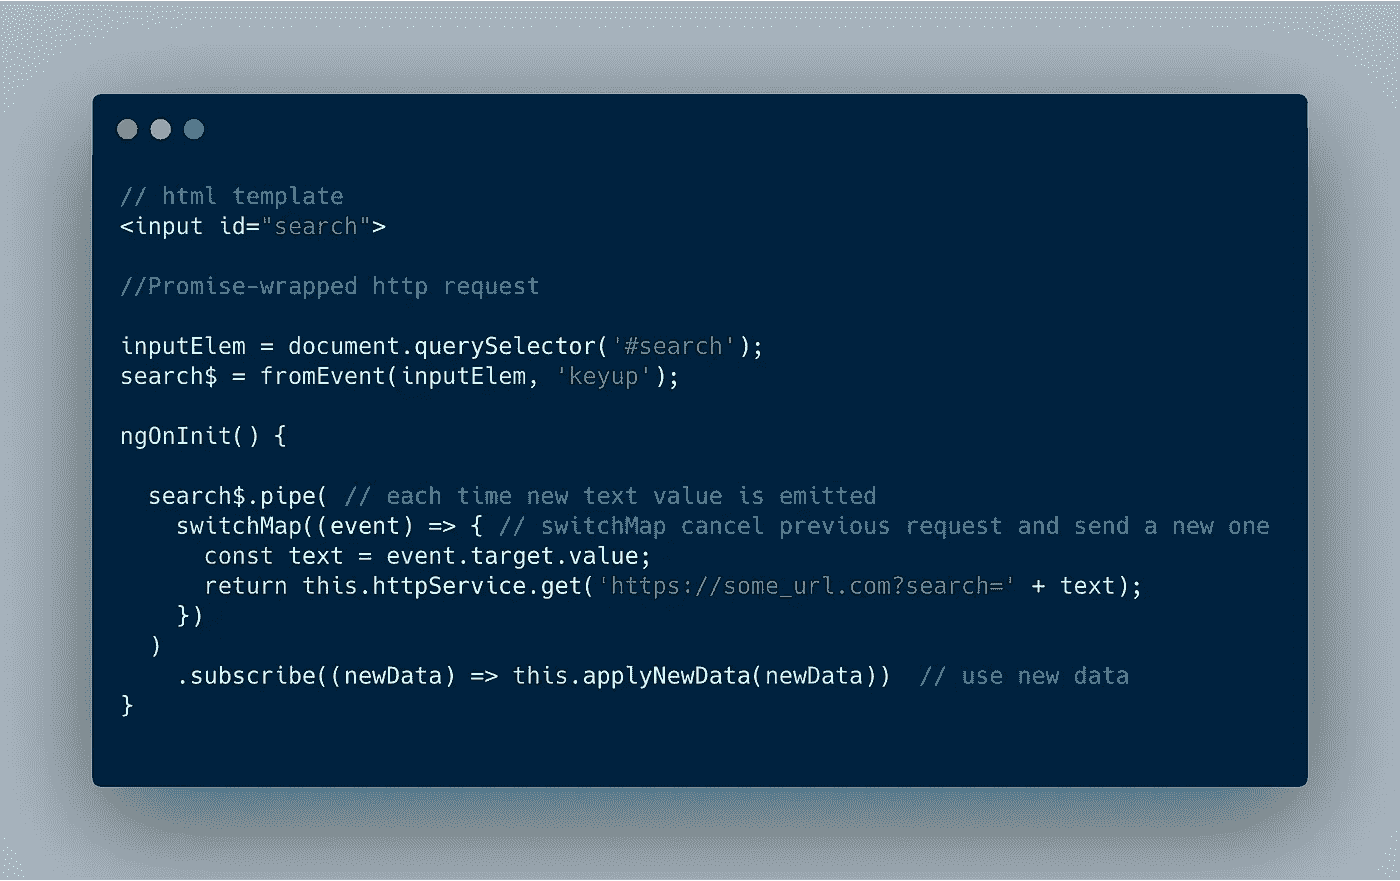 // html template
<input id="search">
//Promise-wrapped http request
inputElem = document.querySelector('#search');
search$ = fromEvent(inputElem, 'keyup');
ngOnInit() {
search$.pipe( // each time new text value is emitted
switchMap((event) => { // switchMap cancel previous request and send a new one
const text = event.target.value;
return this.httpService.get('https://some_url.com?search=' + text);
})
)
.subscribe((newData) => this.applyNewData(newData))  // use new data
}